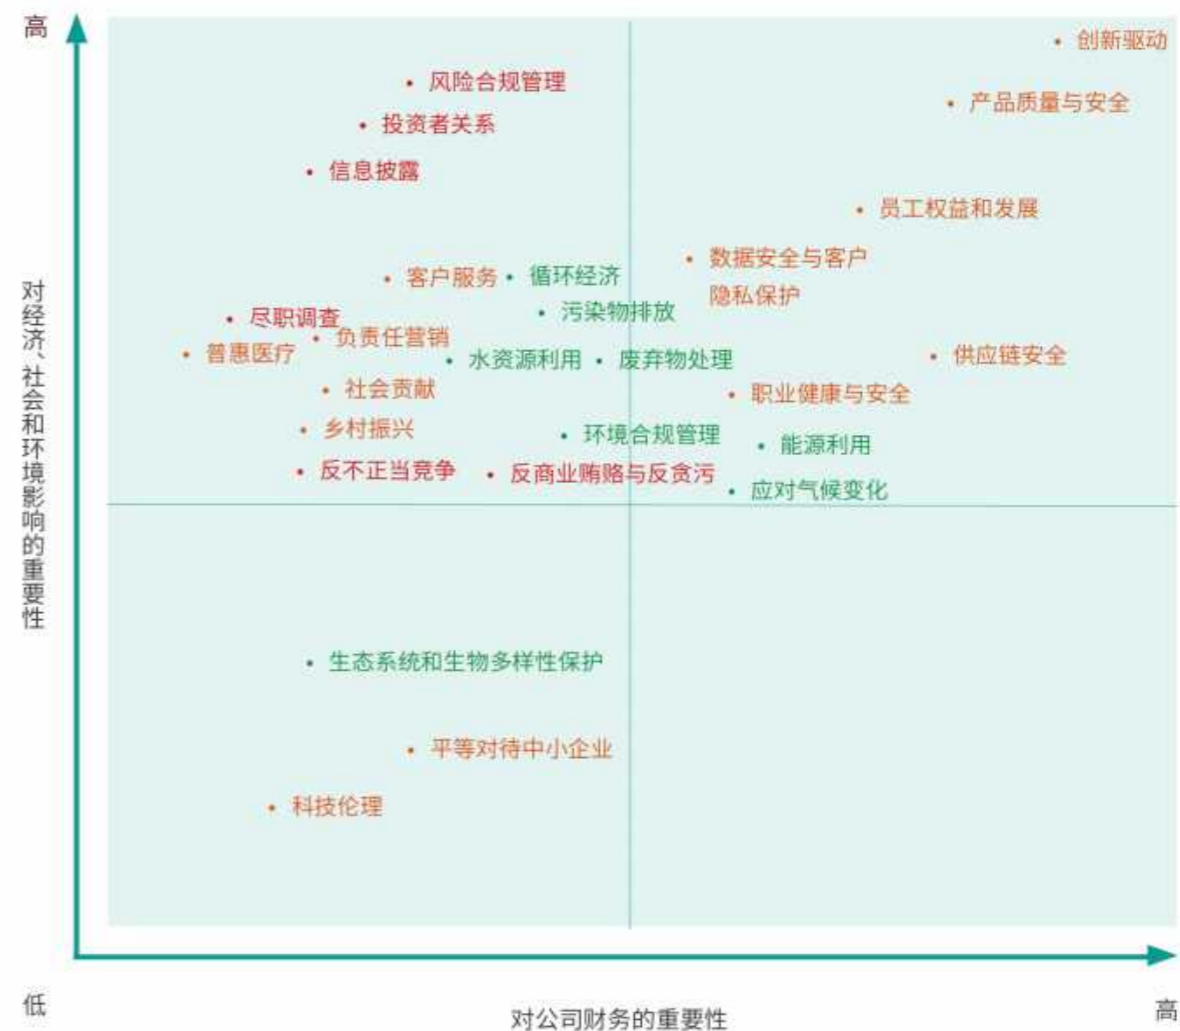 高
创新驱动
风险合规管理
产品质量与安全
投资者关系
信息披露
员工权益和发展
数据安全与客户
隐私保护
客户服务
循环经济
污染物排放
尽职调查
负责任营销
普惠医疗
水资源利用
废弃物处理
供应链安全
社会贡献
职业健康与安全
乡村振兴
环境合规管理
能源利用
反不正当竞争
反商业贿赂与反贪污
应对气候变化
对经济、社会和环境影响的重要性
生态系统和生物多样性保护
平等对待中小企业
科技伦理
低
对公司财务的重要性
高